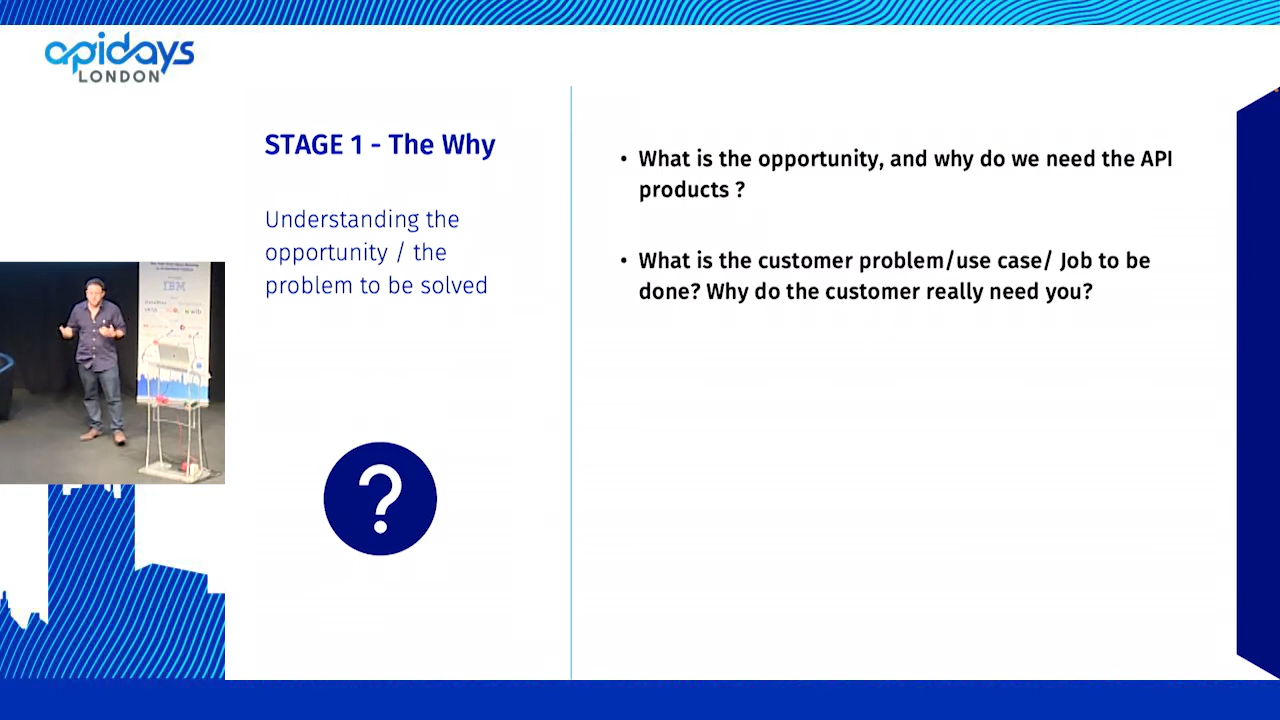 apidays
LONDON
STAGE 1 - The Why
Understanding the
opportunity / the
problem to be solved
• What is the opportunity, and why do we need the API
products ?
• What is the customer problem/use case/ Job to be
done? Why do the customer really need you?
IBM
?